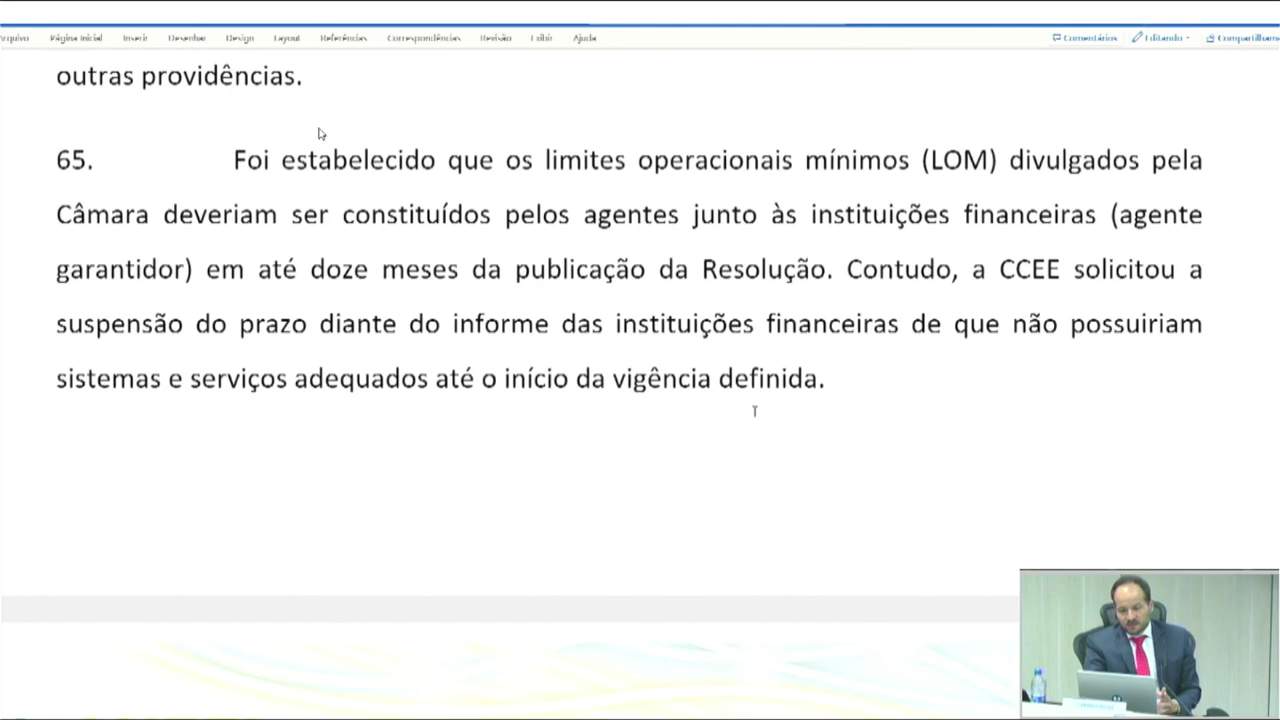 Arquivo Página Inicial Inserir Desenhar Design Layout Referências Correspondências Revisão Exibir Ajuda Comentários Editando
outras providências.
65. Foi estabelecido que os limites operacionais mínimos (LOM) divulgados pela
Câmara deveriam ser constituídos pelos agentes junto às instituições financeiras (agente
garantidor) em até doze meses da publicação da Resolução. Contudo, a CCEE solicitou a
suspensão do prazo diante do informe das instituições financeiras de que não possuiriam
sistemas e serviços adequados até o início da vigência definida.